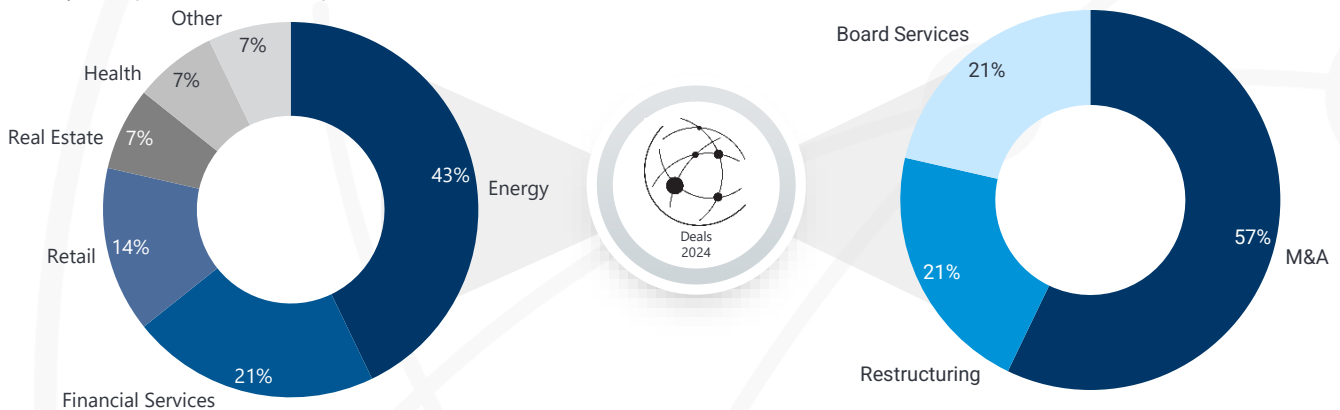 Other
7%
Health
7%
Real Estate
7%
43%
Energy
Retail
14%
21%
Financial Services
Deals
2024
Board Services
21%
57%
M&A
21%
Restructuring